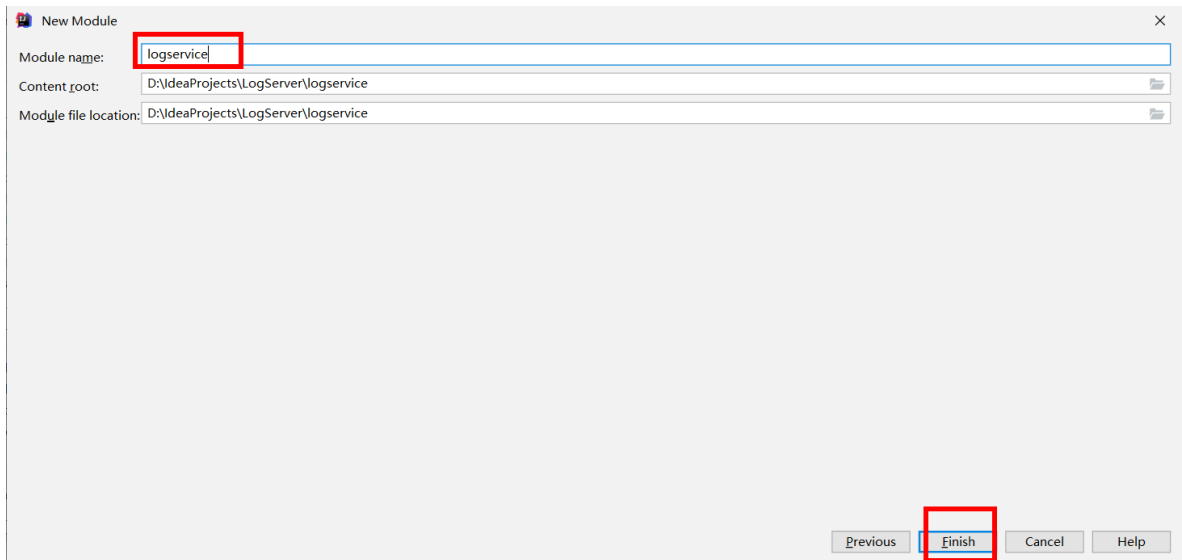 New Module
Module name: logservice
Content root: D:\IdeaProjects\LogServer\logservice
Module file location: D:\IdeaProjects\LogServer\logservice
Previous Finish Cancel Help